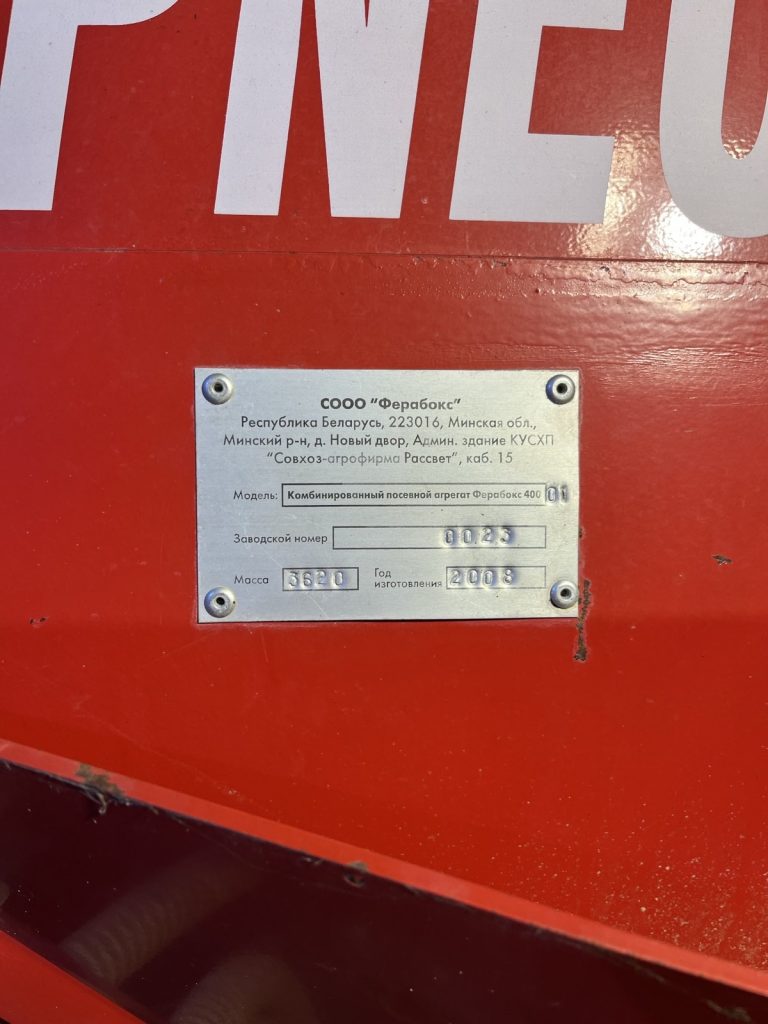 PNEU
СООО "Ферабокс"
Республика Беларусь, 223016, Минская обл.,
Минский р-н, д. Новый двор, Админ. здание КУСХП
"Совхоз-агрофирма Рассвет", каб. 15
Модель: Комбинированный посевной агрегат Ферабокс 400 01
Заводской номер 0023
Масса 3620 Год изготовления 2008